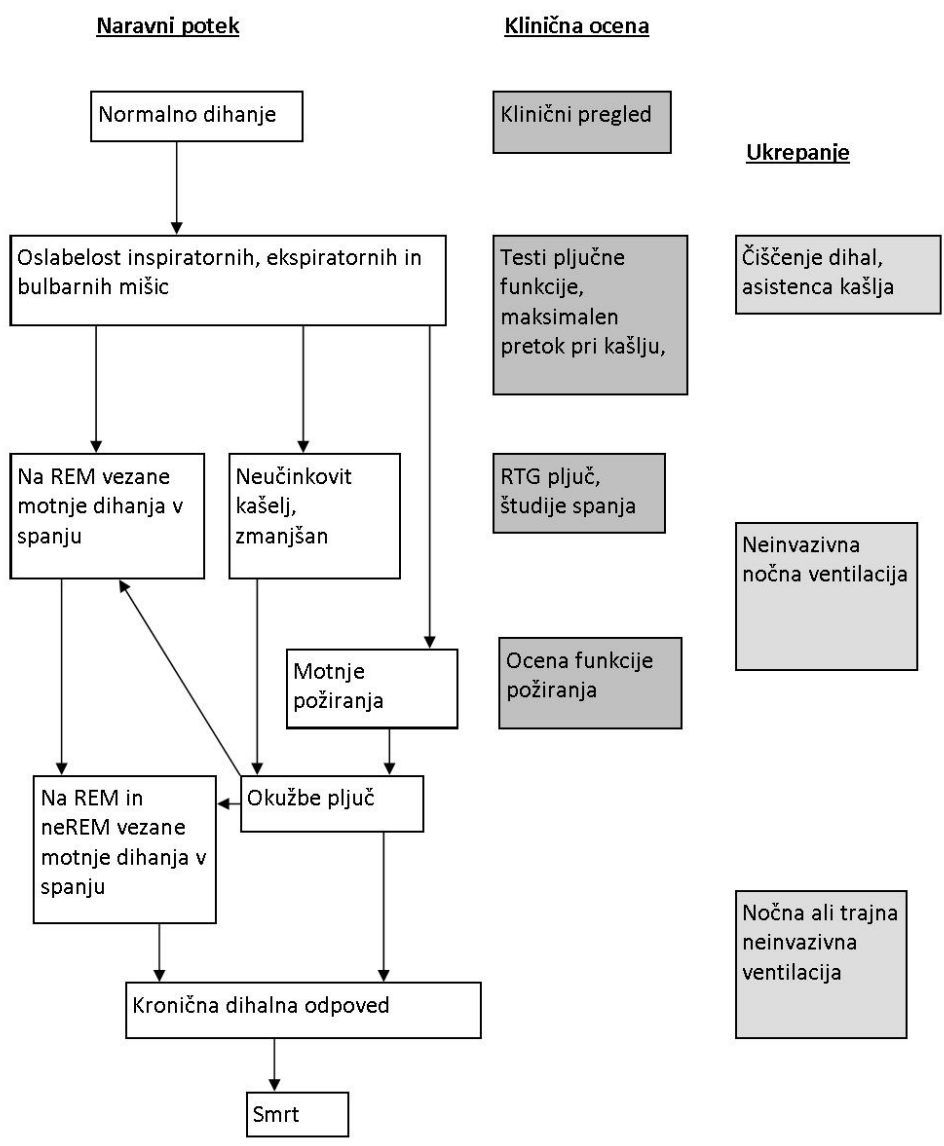 Naravni potek
Klinična ocena
Ukrepanje
Normalno dihanje
Klinični pregled
Oslabelost inspiratornih, ekspiratornih in
bulbarnih mišic
Testi pljučne
funkcije,
maksimalen
pretok pri kašlju,
Čiščenje dihal,
asistenca kašlja
Na REM vezane
motnje dihanja v
spanju
Neučinkovit
kašelj,
zmanjšan
RTG pljuč,
študije spanja
Neinvazivna
nočna ventilacija
Motnje
požiranja
Ocena funkcije
požiranja
Na REM in
neREM vezane
motnje dihanja v
spanju
Okužbe pljuč
Nočna ali trajna
neinvazivna
ventilacija
Kronična dihalna odpoved
Smrt